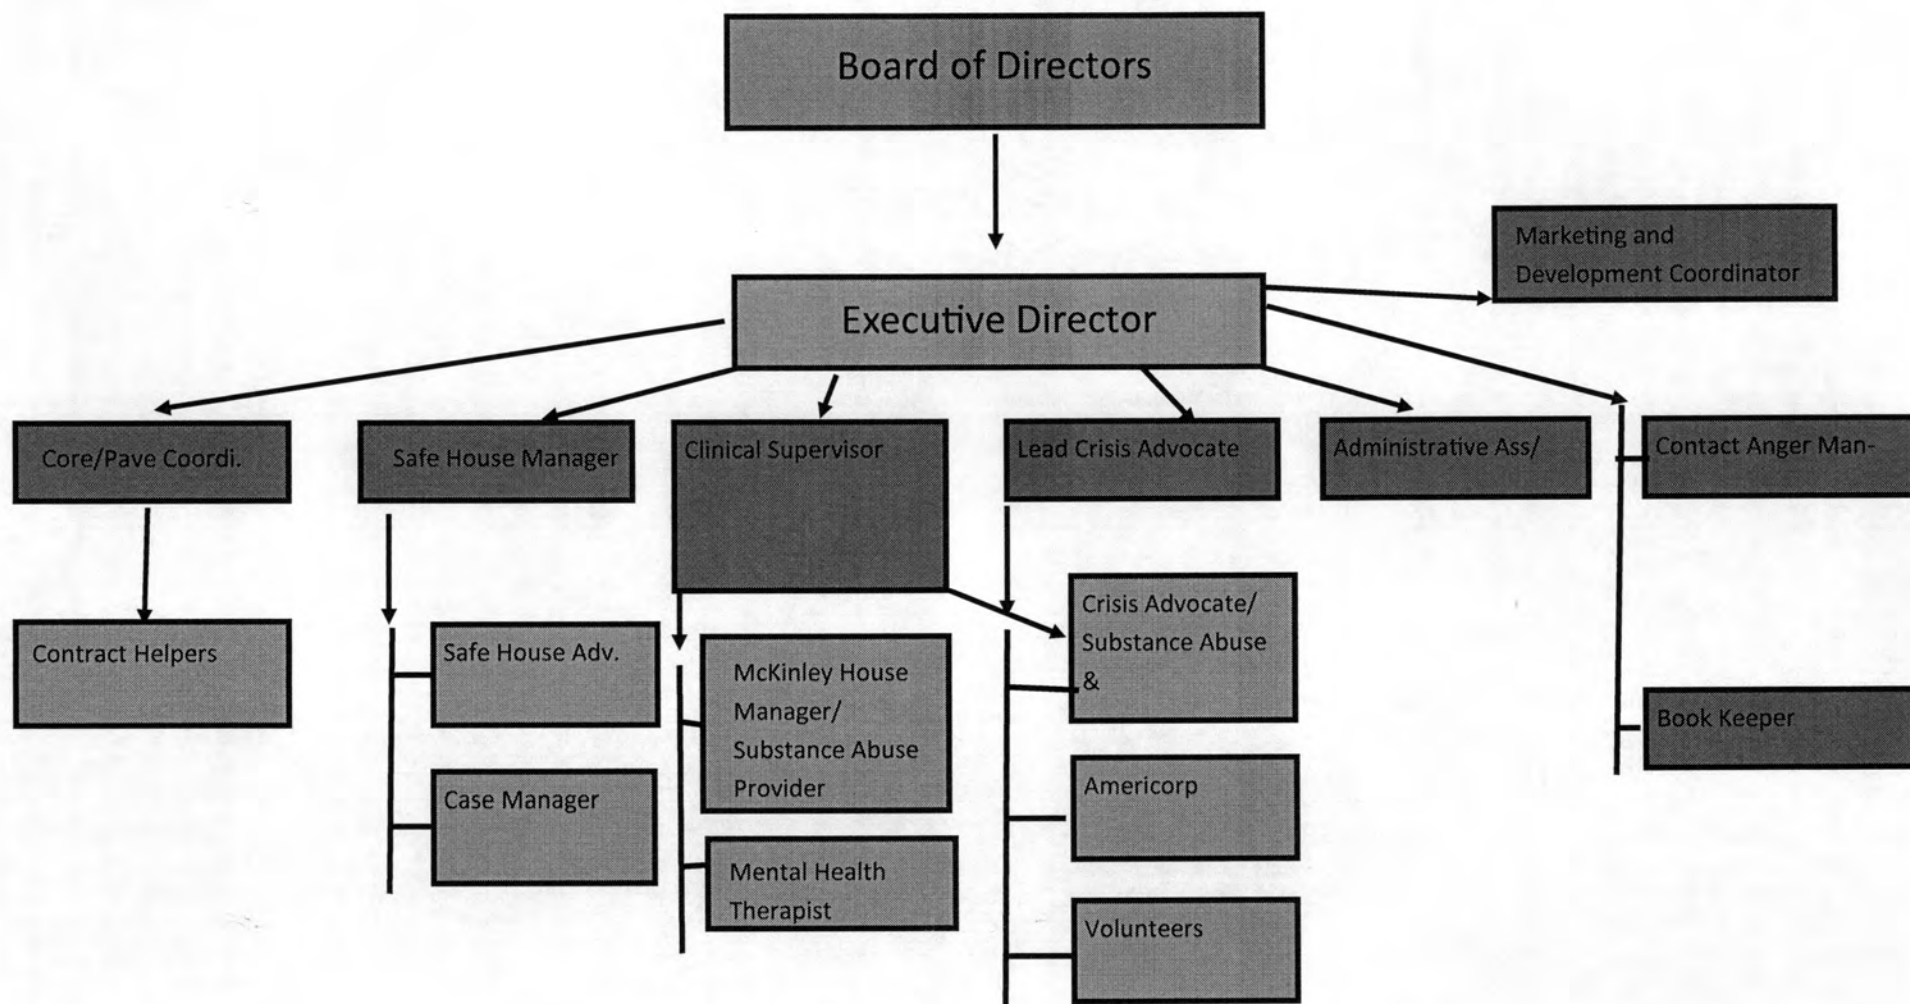 Board of Directors
Marketing and
Development Coordinator
Executive Director
Core/Pave Coordi.
Safe House Manager
Clinical Supervisor
Lead Crisis Advocate
Administrative Ass/
Contact Anger Man-
Contract Helpers
Safe House Adv.
McKinley House
Manager/
Substance Abuse
Provider
Crisis Advocate/
Substance Abuse
&
Book Keeper
Case Manager
Americorp
Mental Health
Therapist
Volunteers